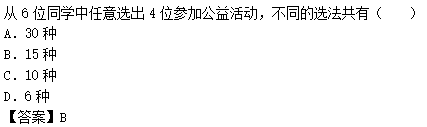 从 6 位同学中任意选出 4 位参加公益活动，不同的选法共有（　　）
A. 30 种
B. 15 种
C. 10 种
D. 6 种
【答案】B